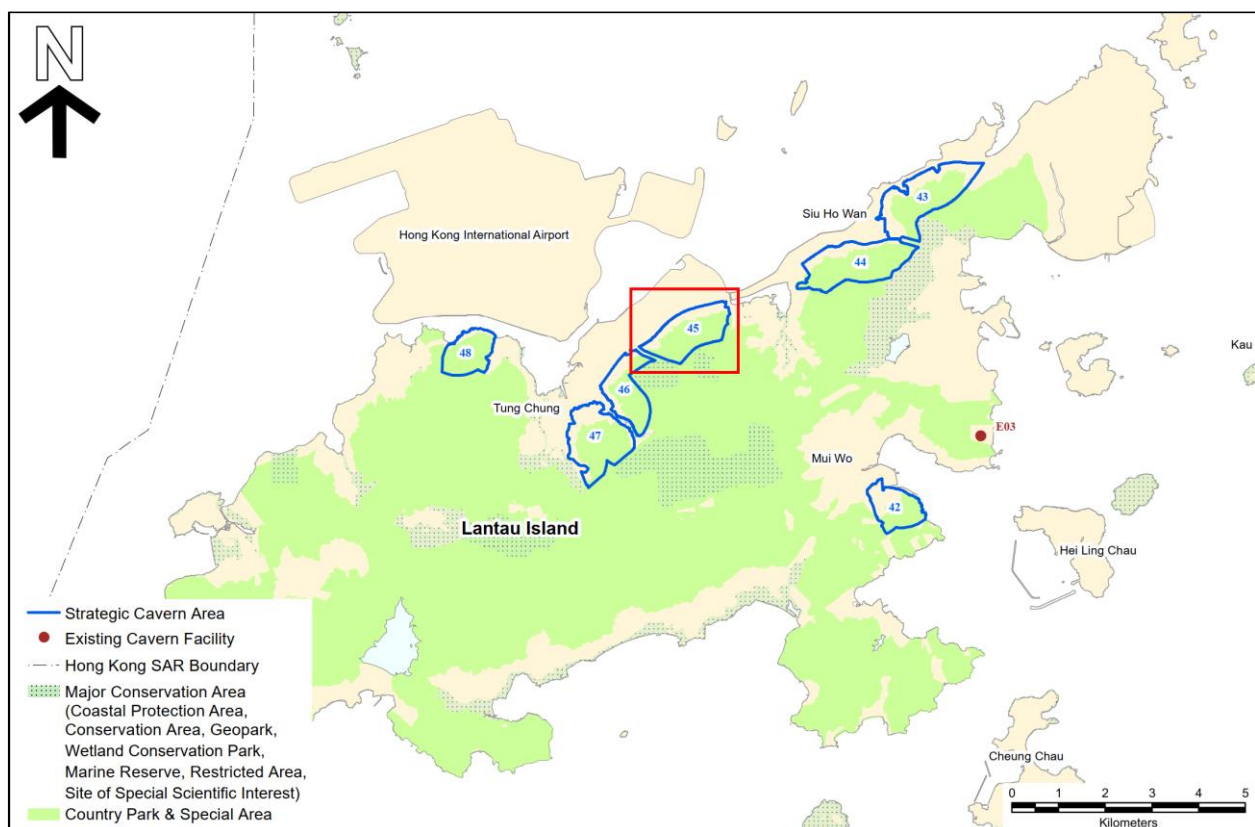 N
Hong Kong International Airport
Siu Ho Wan
43
44
45
48
46
Tung Chung
47
Kau
E03
Mui Wo
42
Lantau Island
Hei Ling Chau
Cheung Chau
Strategic Cavern Area
Existing Cavern Facility
Hong Kong SAR Boundary
Major Conservation Area
(Coastal Protection Area,
Conservation Area, Geopark,
Wetland Conservation Park,
Marine Reserve, Restricted Area,
Site of Special Scientific Interest)
Country Park & Special Area
0 1 2 3 4 5
Kilometers